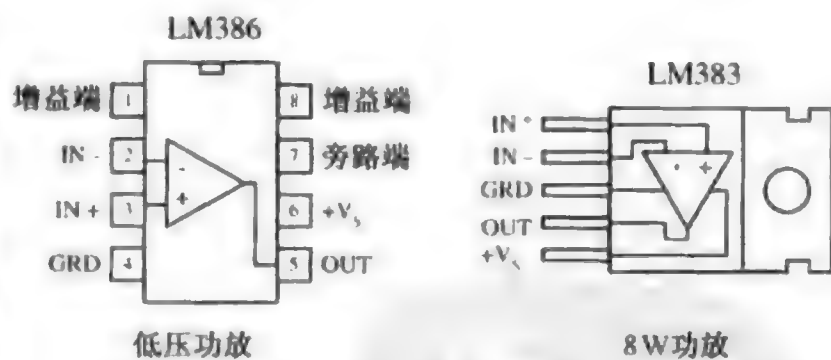 LM386
增益端 1 8 增益端
IN - 2 - 7 旁路端
IN + 3 + 6 +Vs
GRD 4 5 OUT
低压功放
LM383
IN +
IN -
- +
GRD
OUT
+Vs
8W功放